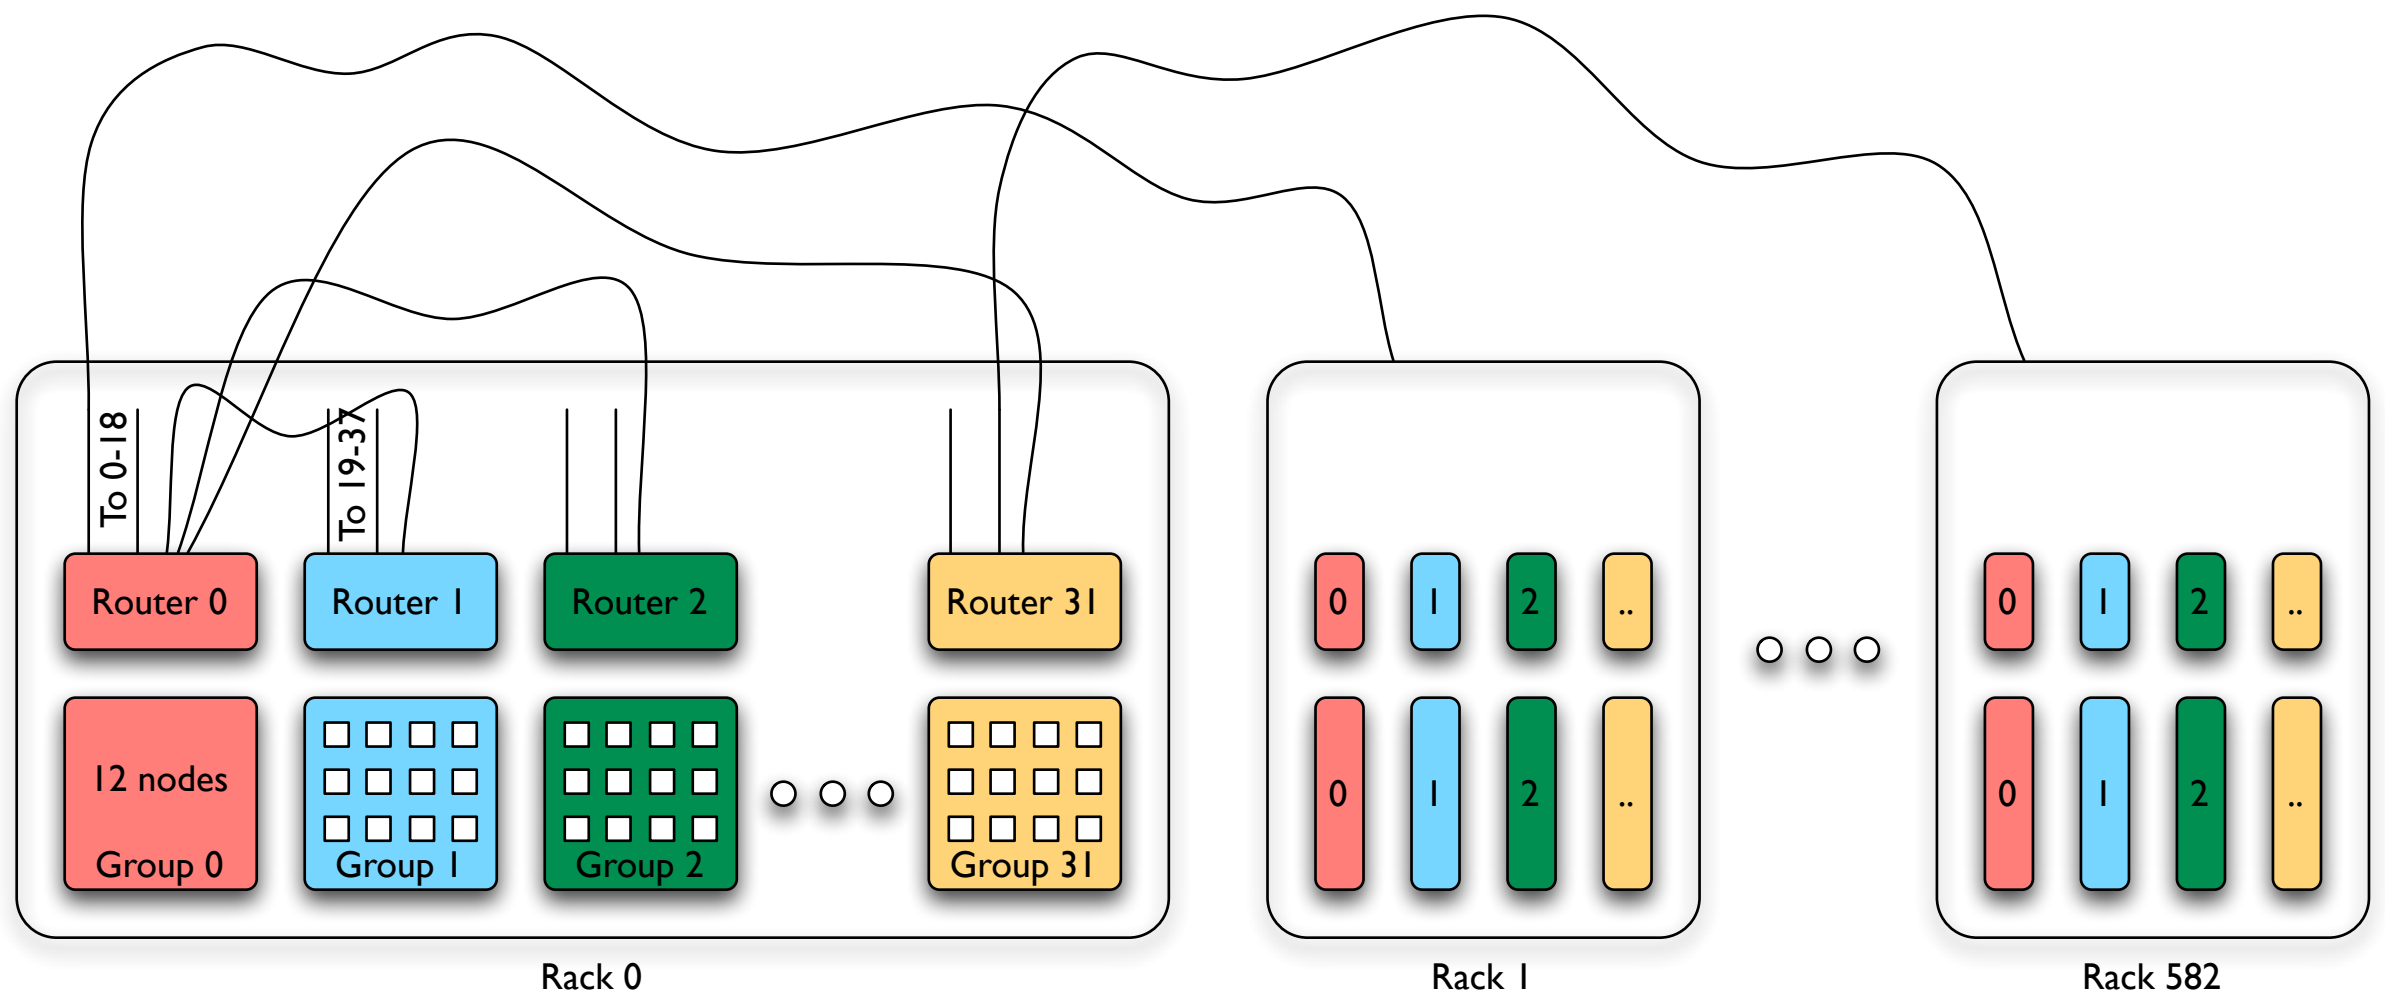 To 0-18
To 19-37
Router 0
Router 1
Router 2
Router 31
0
1
2
..
0
1
2
..
12 nodes
Group 0
Group 1
Group 2
Group 31
0
1
2
..
0
1
2
..
Rack 0
Rack 1
Rack 582